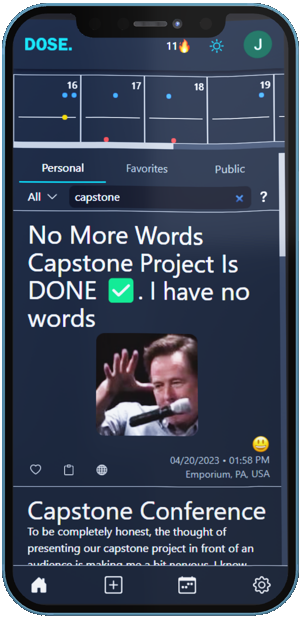 DOSE.
11🔥
J
16
17
18
19
Personal
Favorites
Public
All
capstone
?
No More Words
Capstone Project Is
DONE ✅. I have no
words
04/20/2023 • 01:58 PM
Emporium, PA, USA
Capstone Conference
To be completely honest, the thought of
presenting our capstone project in front of an
audience is making me a bit nervous. I know